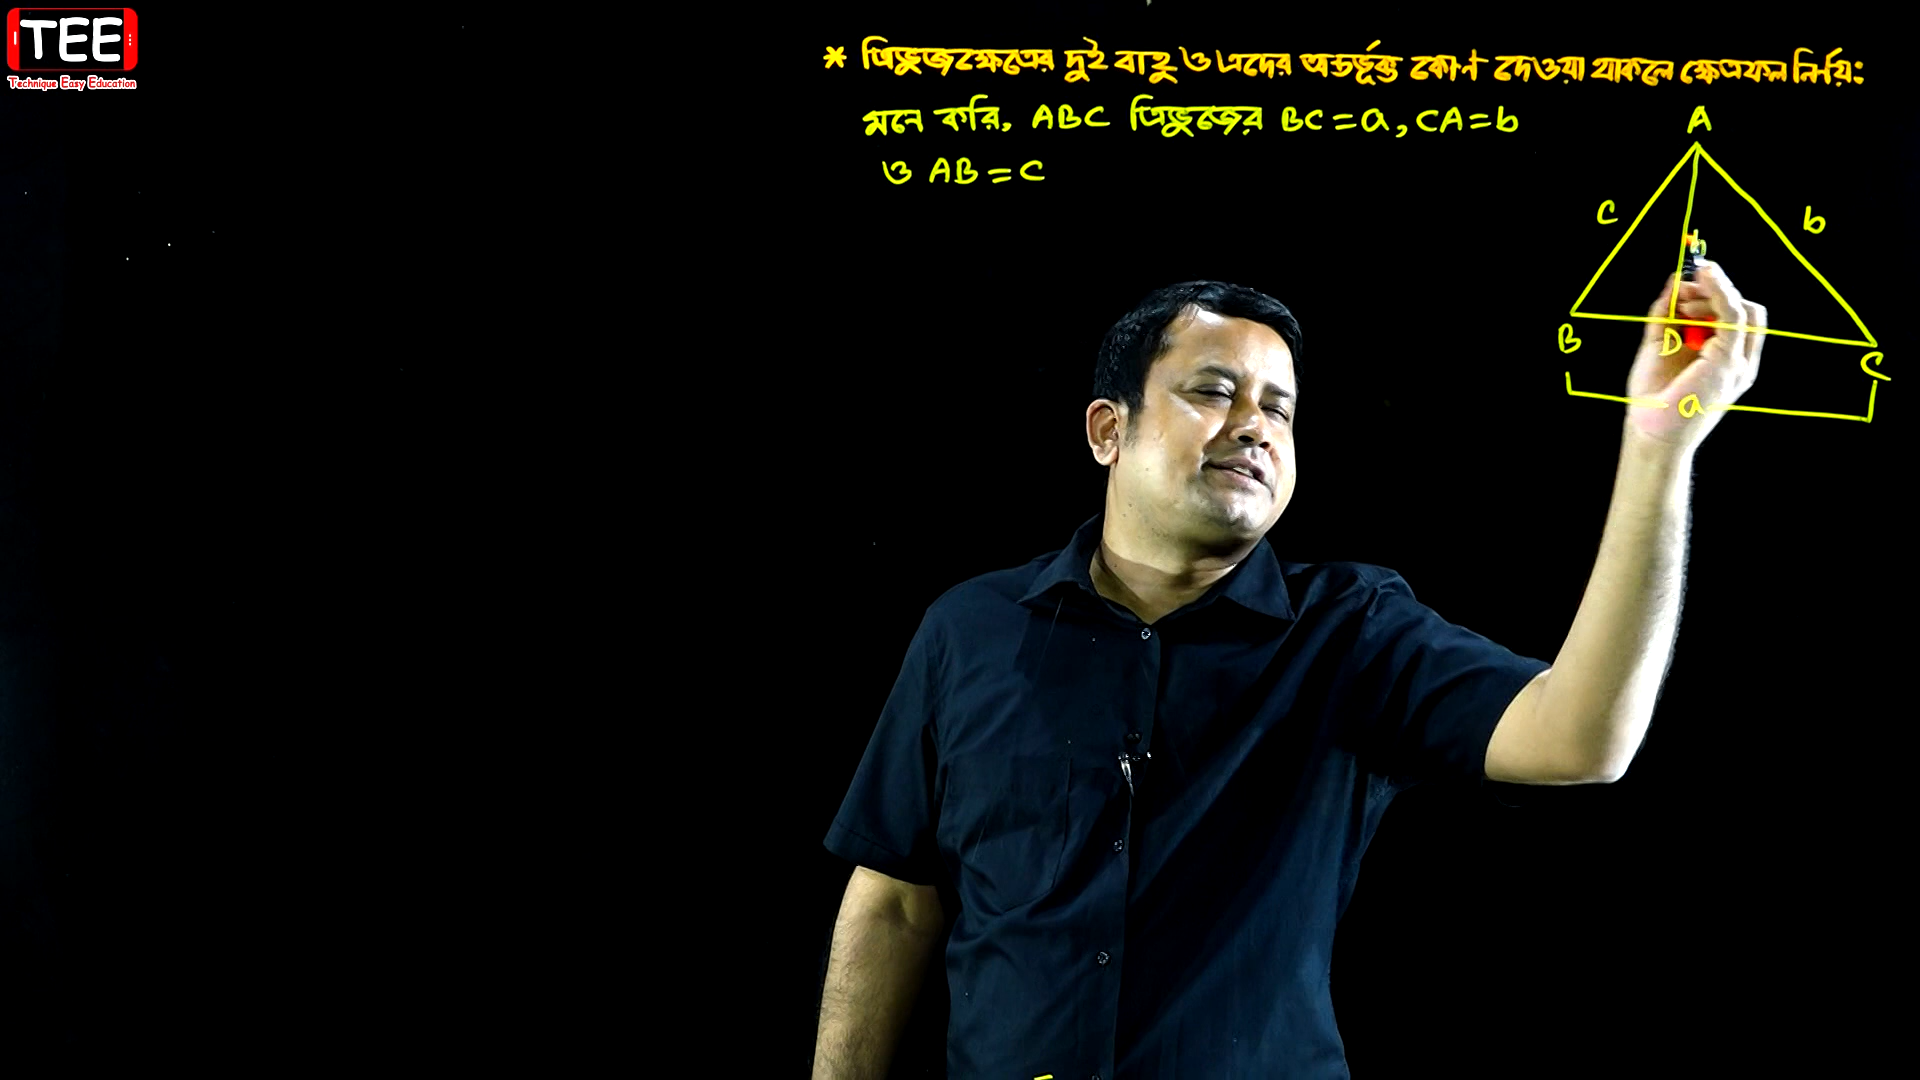 TEE
Technique Easy Education
* ত্রিভুজক্ষেত্রের দুই বাহু ও এদের অন্তর্ভূক্ত কোণ দেওয়া থাকলে ক্ষেত্রফল নির্ণয়:
মনে করি, ABC ত্রিভুজের BC = a, CA = b
ও AB = c
A
c
b
h
B
D
C
a